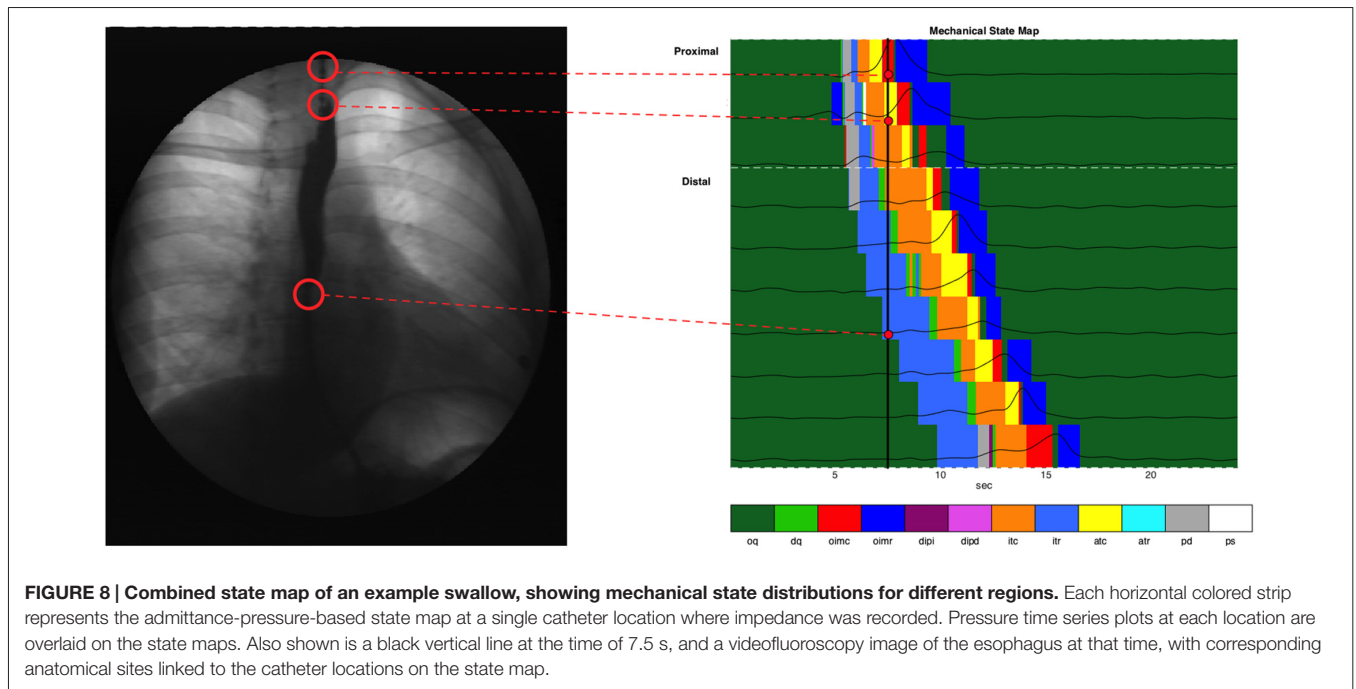 Mechanical State Map
Proximal
Distal
5 10 15 20
sec
oq dq oimc oimr dipi dipd itc itr atc atr pd ps
FIGURE 8 | Combined state map of an example swallow, showing mechanical state distributions for different regions. Each horizontal colored strip
represents the admittance-pressure-based state map at a single catheter location where impedance was recorded. Pressure time series plots at each location are
overlaid on the state maps. Also shown is a black vertical line at the time of 7.5 s, and a videofluoroscopy image of the esophagus at that time, with corresponding
anatomical sites linked to the catheter locations on the state map.